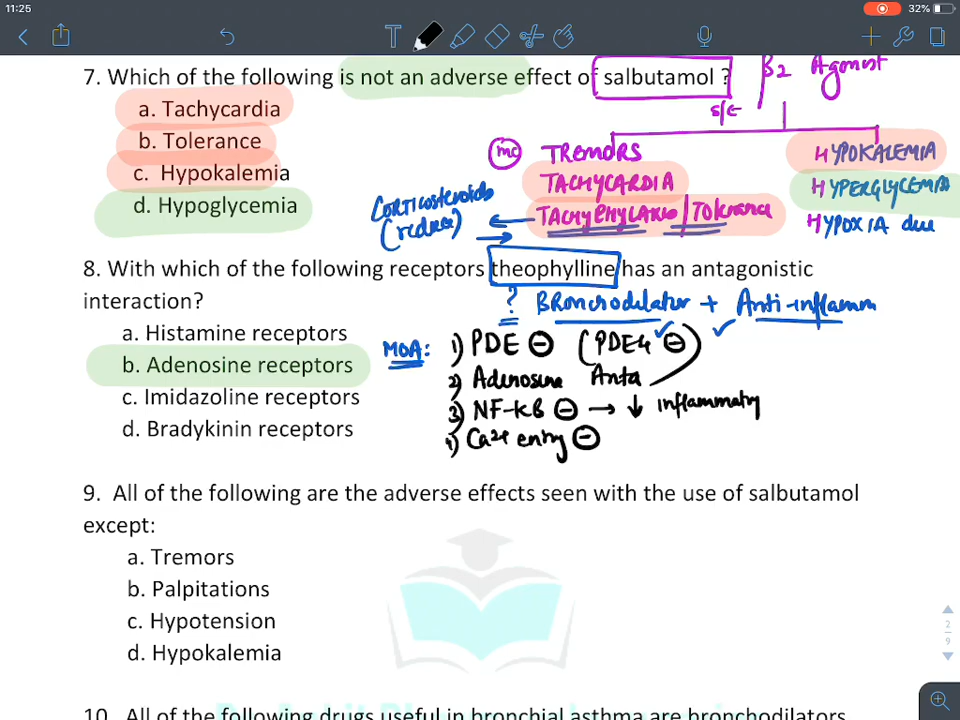 11:25
32%
7. Which of the following is not an adverse effect of salbutamol ?
β2 Agonist
S/E
a. Tachycardia
b. Tolerance
c. Hypokalemia
d. Hypoglycemia
mc TREMORS
TACHYCARDIA
TACHYPHYLAXIS/Tolerance
HYPOKALEMIA
HYPERGLYCEMIA
HYPOXIA due
CORTICOSTEROIDS
(reduce)
8. With which of the following receptors theophylline has an antagonistic
interaction?
? BRonchodilator + Anti-inflamm
a. Histamine receptors
b. Adenosine receptors
c. Imidazoline receptors
d. Bradykinin receptors
MOA: 1) PDE ⊖ (PDE4 ⊖)
2) Adenosine Anta
3) NF-KB ⊖ → ↓ inflammatry
4) Ca2+ entry ⊖
9. All of the following are the adverse effects seen with the use of salbutamol
except:
a. Tremors
b. Palpitations
c. Hypotension
d. Hypokalemia
2
9
10. All of the following drugs useful in bronchial asthma are bronchodilators